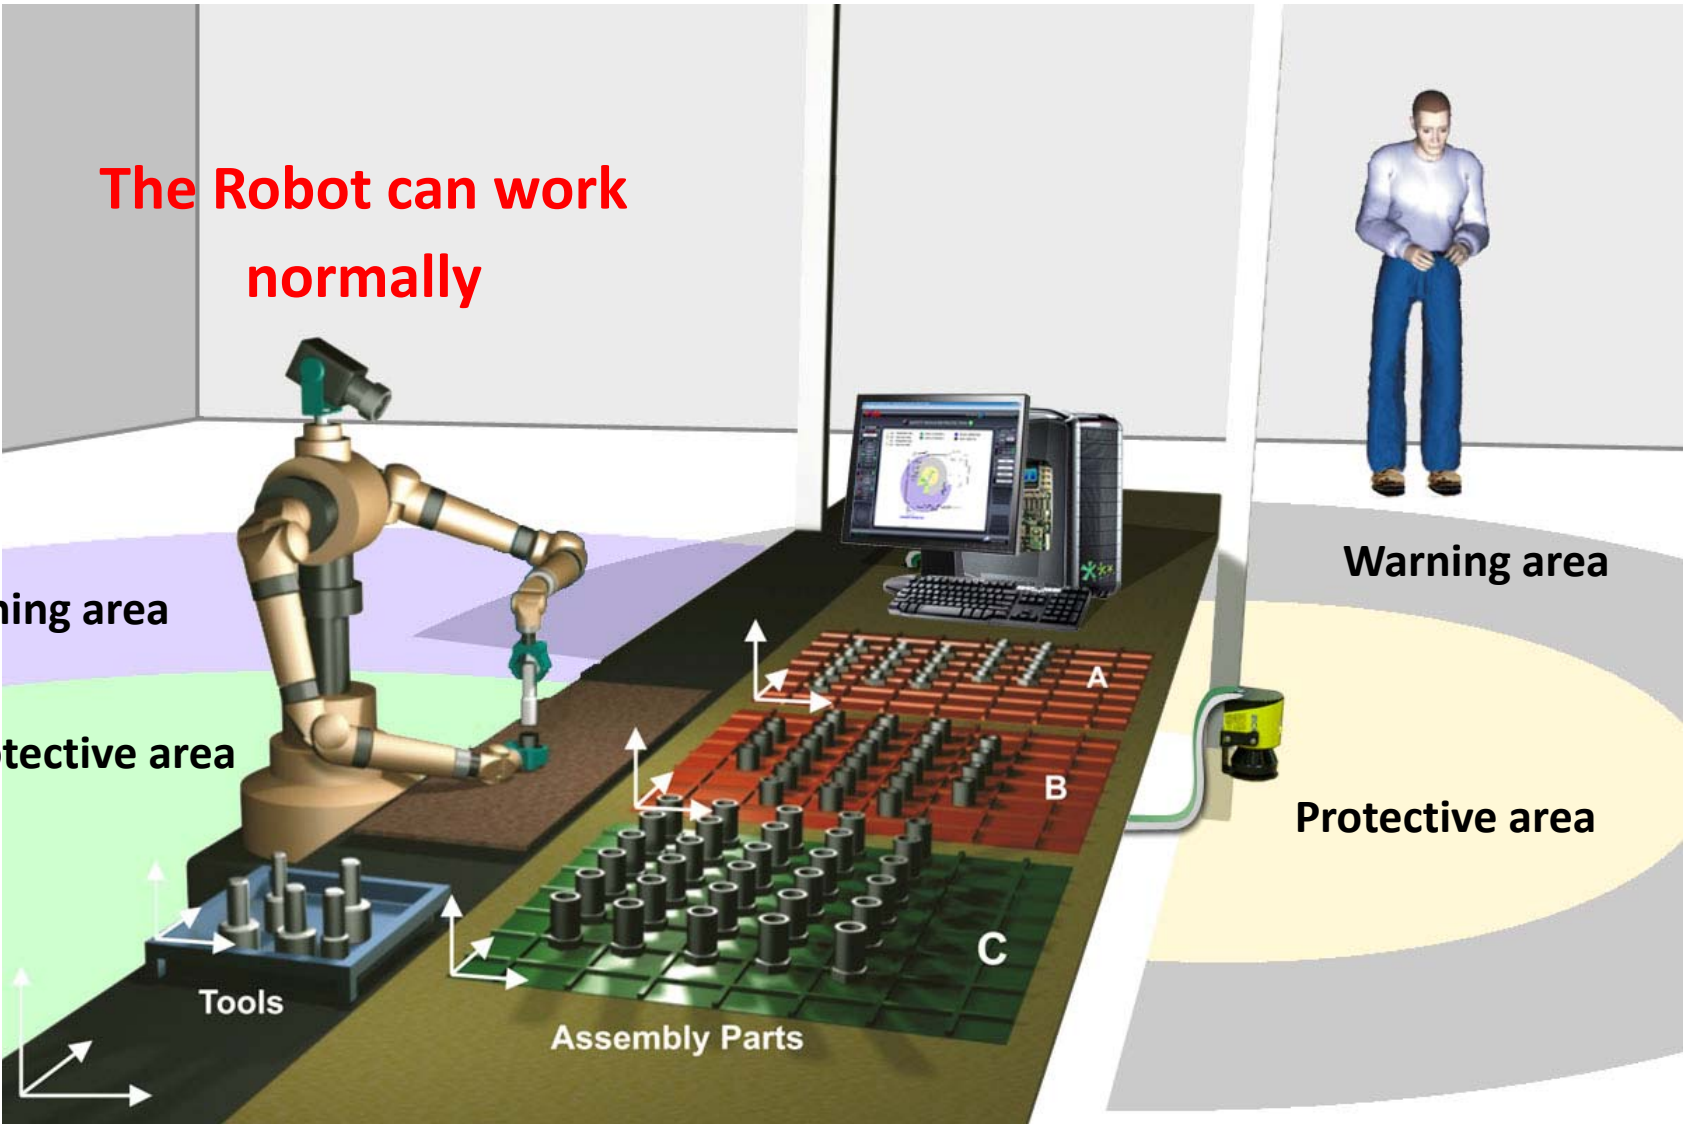 The Robot can work
normally
Warning area
ning area
A
tective area
B
Protective area
C
Tools
Assembly Parts